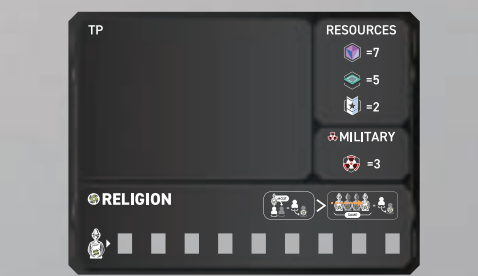 TP
RESOURCES
=7
=5
=2
MILITARY
=3
RELIGION